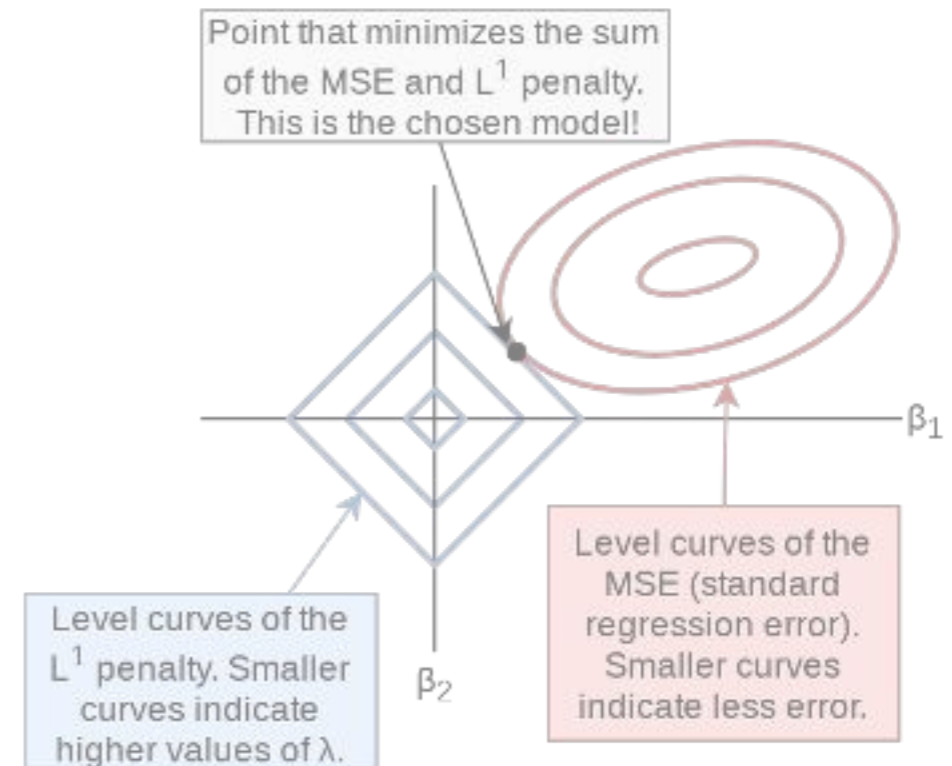 Point that minimizes the sum
of the MSE and L¹ penalty.
This is the chosen model!
β₁
Level curves of the
MSE (standard
regression error).
Smaller curves
indicate less error.
Level curves of the
L¹ penalty. Smaller
curves indicate
higher values of λ.
β₂